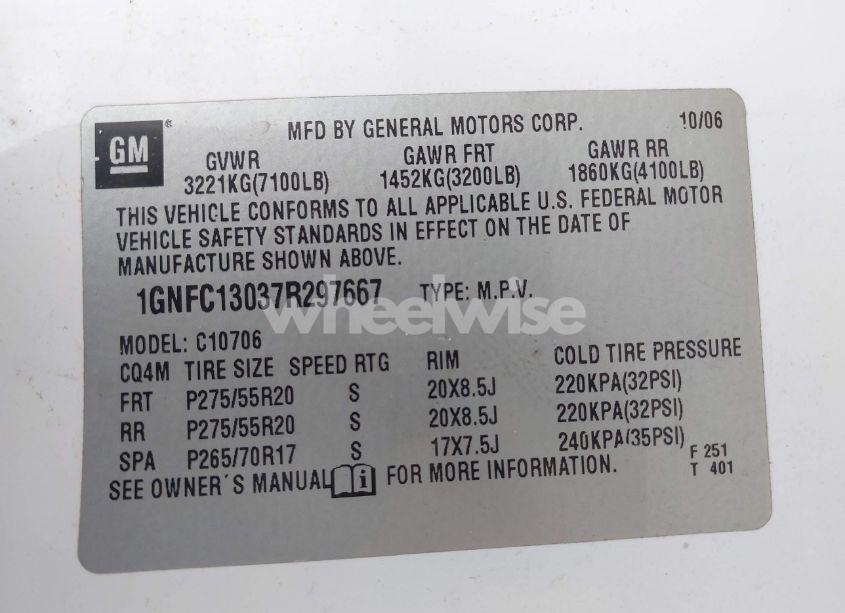 GM® MFD BY GENERAL MOTORS CORP. 10/06
GVWR GAWR FRT GAWR RR
3221KG(7100LB) 1452KG(3200LB) 1860KG(4100LB)
THIS VEHICLE CONFORMS TO ALL APPLICABLE U.S. FEDERAL MOTOR
VEHICLE SAFETY STANDARDS IN EFFECT ON THE DATE OF
MANUFACTURE SHOWN ABOVE.
1GNFC13037R297667 TYPE: M.P.V.
wheelwise
MODEL: C10706
CQ4M TIRE SIZE SPEED RTG RIM COLD TIRE PRESSURE
FRT P275/55R20 S 20X8.5J 220KPA(32PSI)
RR P275/55R20 S 20X8.5J 220KPA(32PSI)
SPA P265/70R17 S 17X7.5J 240KPA(35PSI)
F 251
SEE OWNER´S MANUAL i FOR MORE INFORMATION. T 401